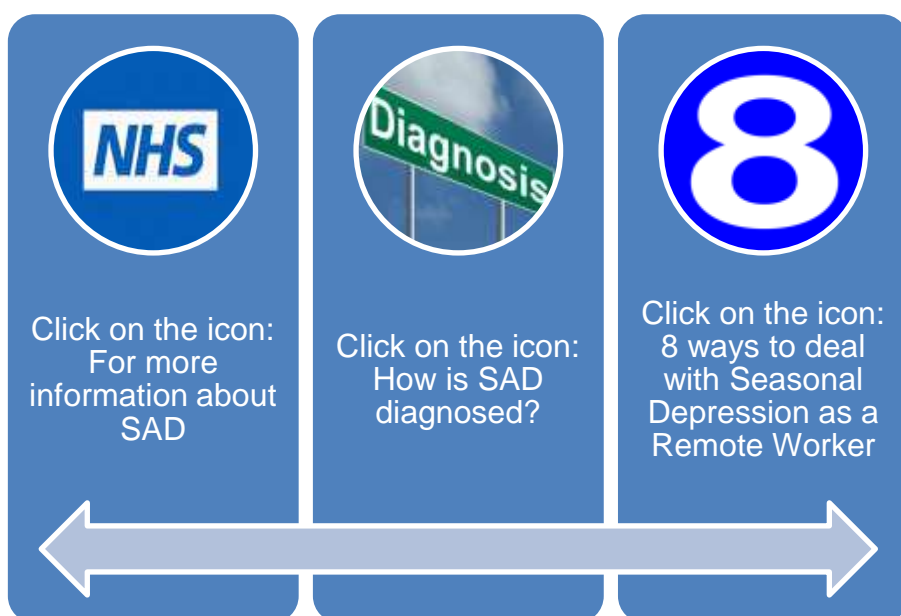 NHS
Click on the icon:
For more
information about
SAD
Diagnosis
Click on the icon:
How is SAD
diagnosed?
8
Click on the icon:
8 ways to deal
with Seasonal
Depression as a
Remote Worker